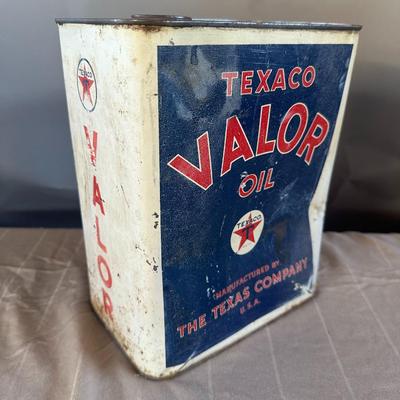 TEXACO
VALOR
TEXACO
VALOR
OIL
TEXACO
T
MANUFACTURED BY
THE TEXAS COMPANY
U.S.A.